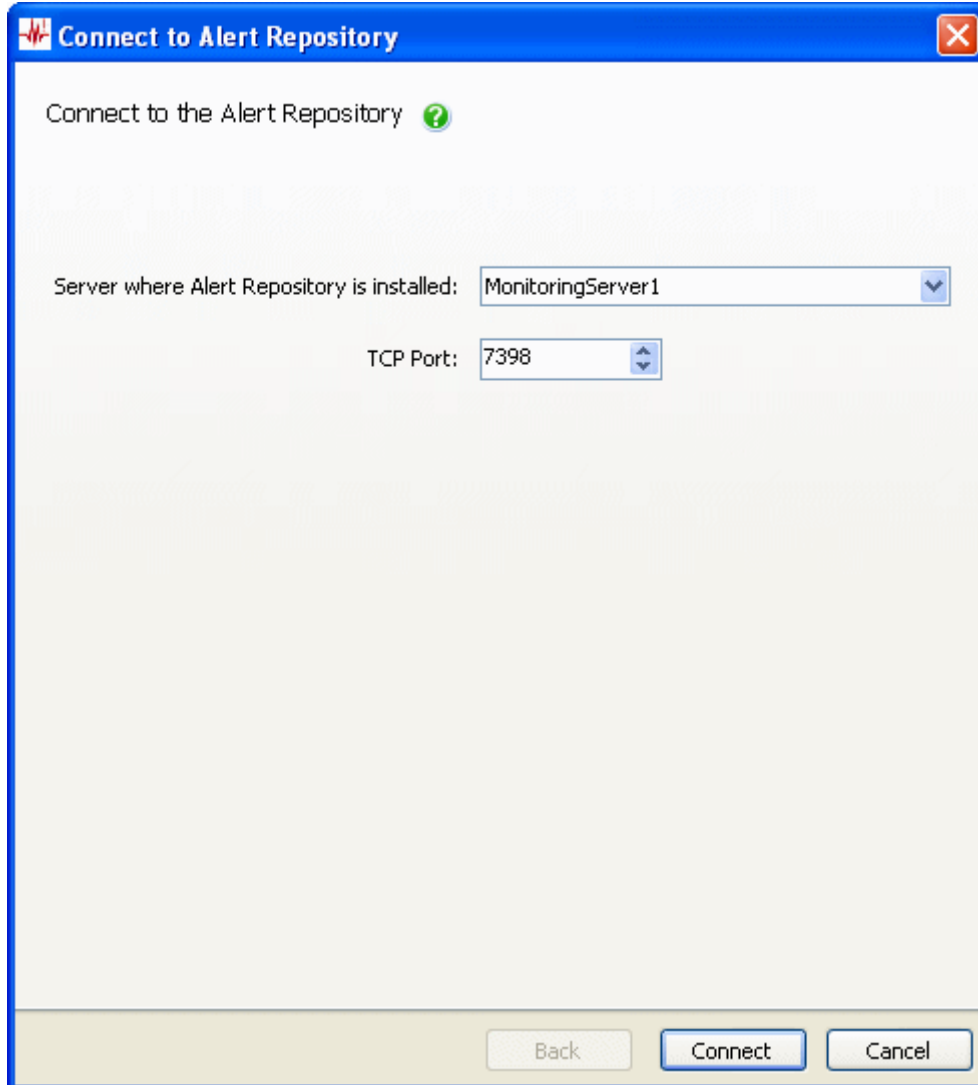 Connect to Alert Repository
Connect to the Alert Repository ?
Server where Alert Repository is installed: MonitoringServer1
TCP Port: 7398
Back Connect Cancel